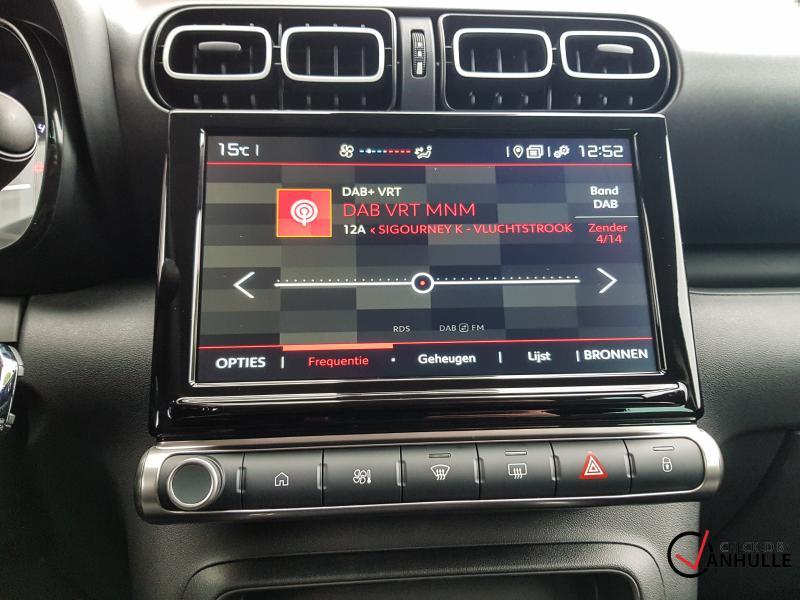 15°C
12:52
DAB+ VRT
DAB VRT MNM
12A < SIGOURNEY K - VLUCHTSTROOK
Band
DAB
Zender
4/14
RDS DAB FM
OPTIES Frequentie Geheugen Lijst BRONNEN
VANHULLE